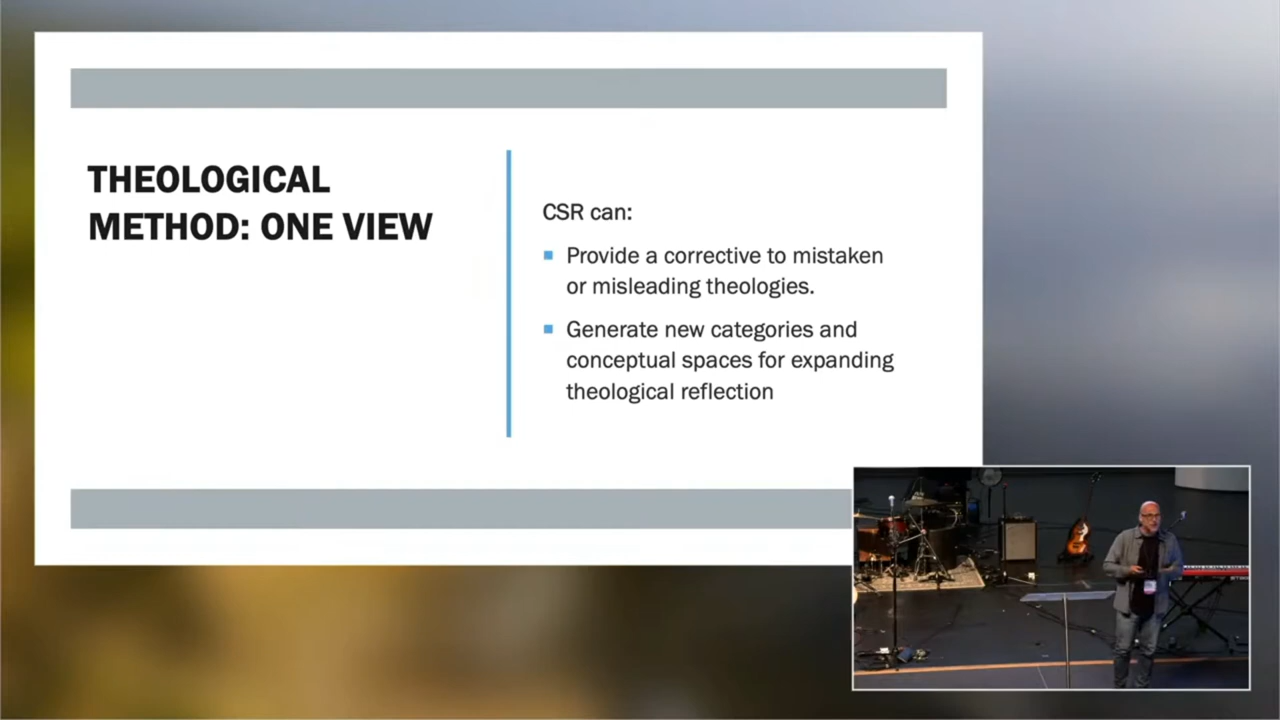 THEOLOGICAL
METHOD: ONE VIEW
CSR can:
Provide a corrective to mistaken
or misleading theologies.
Generate new categories and
conceptual spaces for expanding
theological reflection